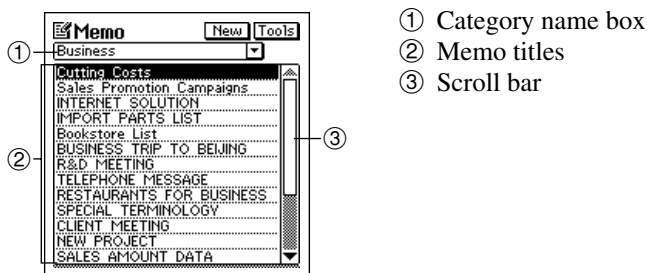 Memo New Tools
Business
Cutting Costs
Sales Promotion Campaigns
INTERNET SOLUTION
IMPORT PARTS LIST
Bookstore List
BUSINESS TRIP TO BEIJING
R&D MEETING
TELEPHONE MESSAGE
RESTAURANTS FOR BUSINESS
SPECIAL TERMINOLOGY
CLIENT MEETING
NEW PROJECT
SALES AMOUNT DATA
①
②
③
① Category name box
② Memo titles
③ Scroll bar